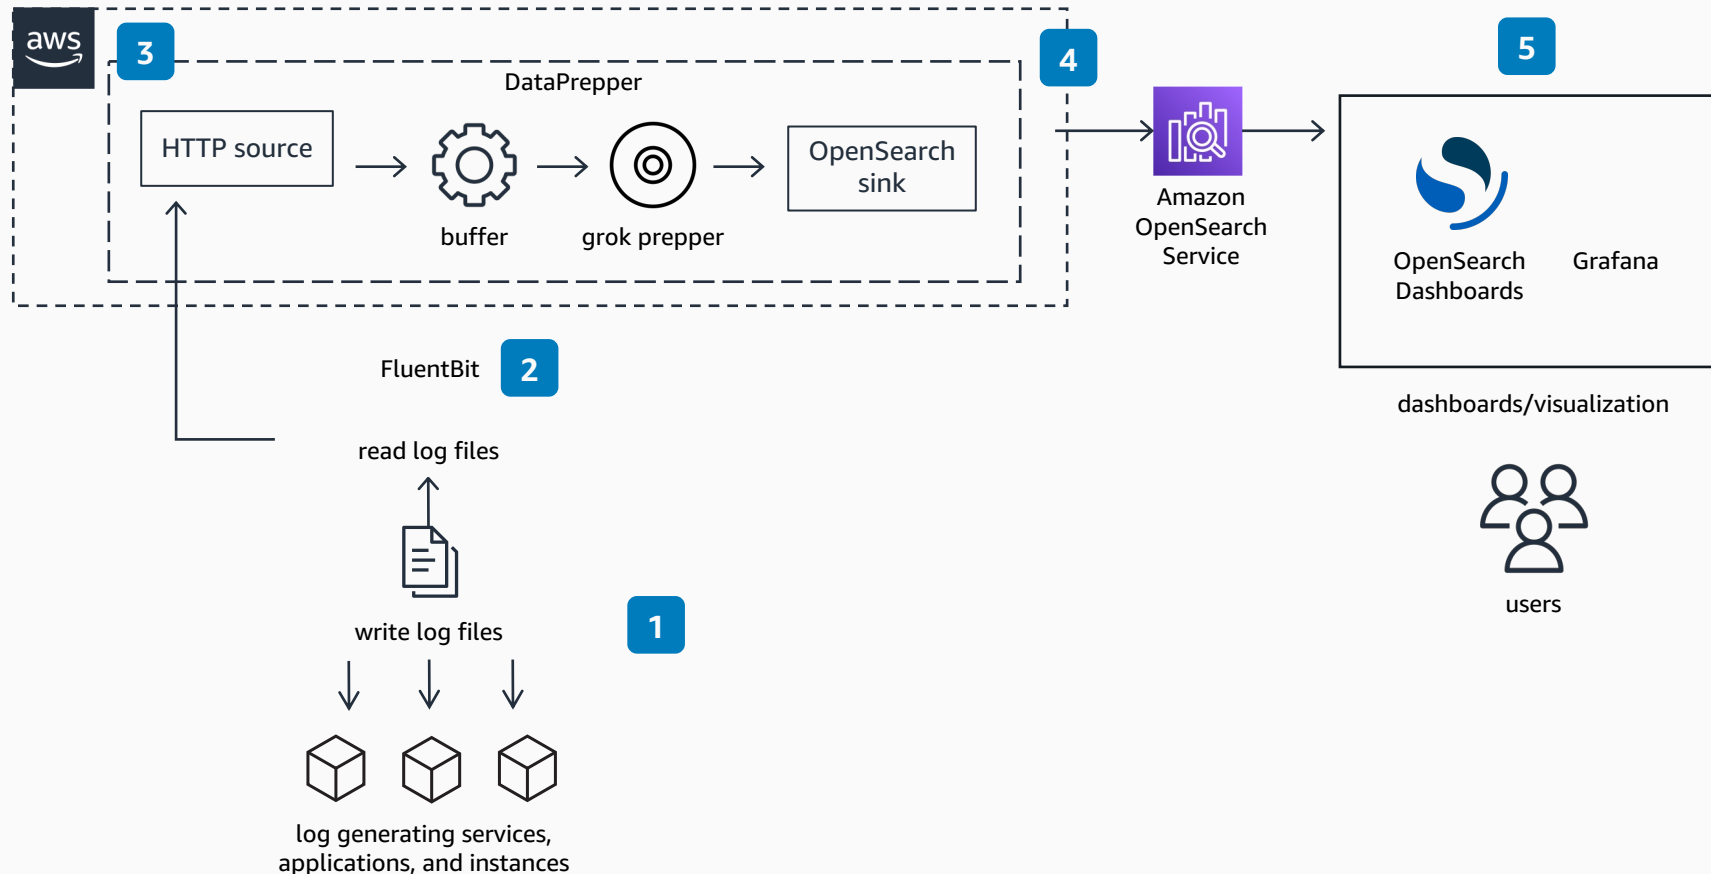 aws
3
4
5
DataPrepper
HTTP source
OpenSearch
sink
buffer
grok prepper
Amazon
OpenSearch
Service
OpenSearch
Dashboards
Grafana
dashboards/visualization
users
FluentBit
2
read log files
write log files
1
log generating services,
applications, and instances